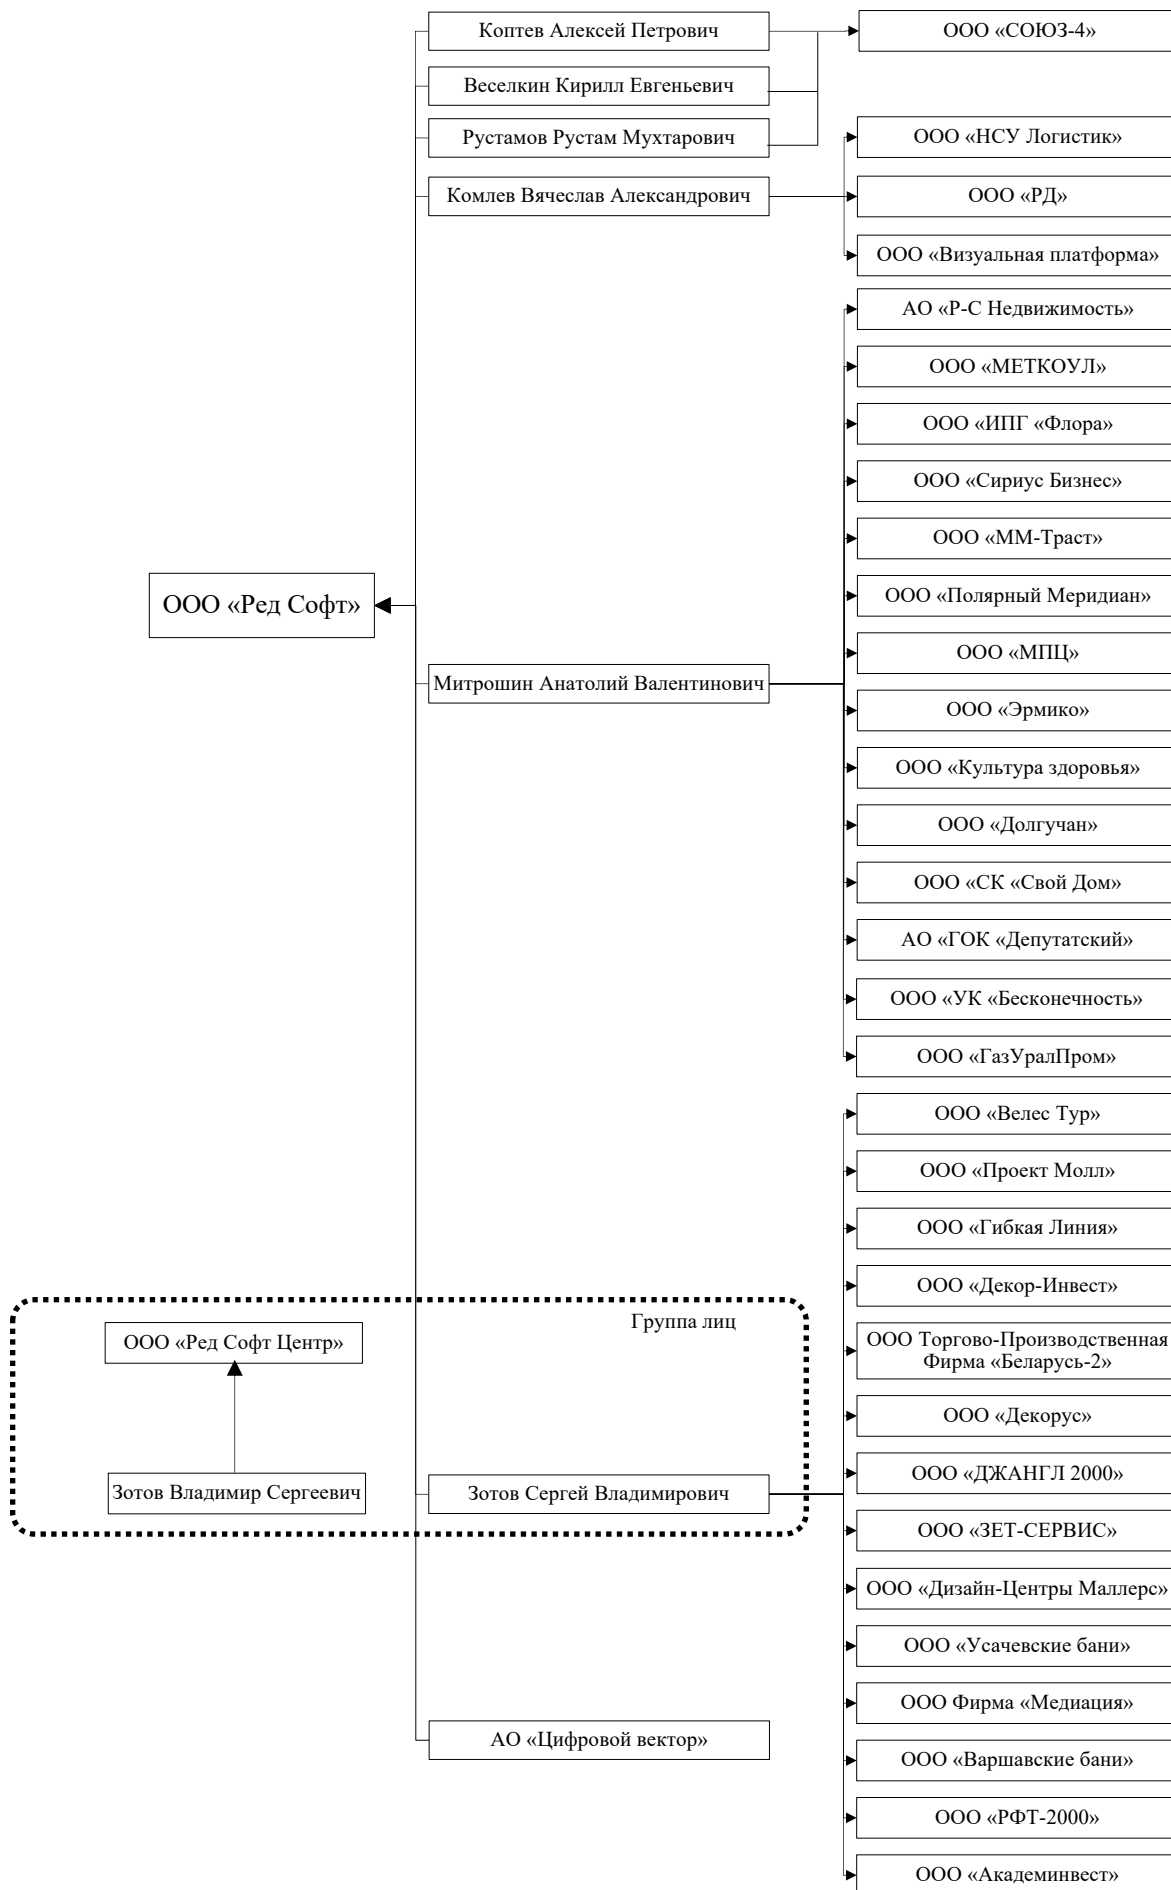 Коптев Алексей Петрович
ООО «СОЮЗ-4»
Веселкин Кирилл Евгеньевич
Рустамов Рустам Мухтарович
ООО «НСУ Логистик»
Комлев Вячеслав Александрович
ООО «РД»
ООО «Визуальная платформа»
АО «Р-С Недвижимость»
ООО «МЕТКОУЛ»
ООО «ИПГ «Флора»
ООО «Сириус Бизнес»
ООО «ММ-Траст»
ООО «Ред Софт»
ООО «Полярный Меридиан»
ООО «МПЦ»
Митрошин Анатолий Валентинович
ООО «Эрмико»
ООО «Культура здоровья»
ООО «Долгучан»
ООО «СК «Свой Дом»
АО «ГОК «Депутатский»
ООО «УК «Бесконечность»
ООО «ГазУралПром»
ООО «Велес Тур»
ООО «Проект Молл»
ООО «Гибкая Линия»
ООО «Декор-Инвест»
Группа лиц
ООО «Ред Софт Центр»
ООО Торгово-Производственная
Фирма «Беларусь-2»
ООО «Декорус»
ООО «ДЖАНГЛ 2000»
Зотов Владимир Сергеевич
Зотов Сергей Владимирович
ООО «ЗЕТ-СЕРВИС»
ООО «Дизайн-Центры Маллерс»
ООО «Усачевские бани»
ООО Фирма «Медиация»
АО «Цифровой вектор»
ООО «Варшавские бани»
ООО «РФТ-2000»
ООО «Академинвест»